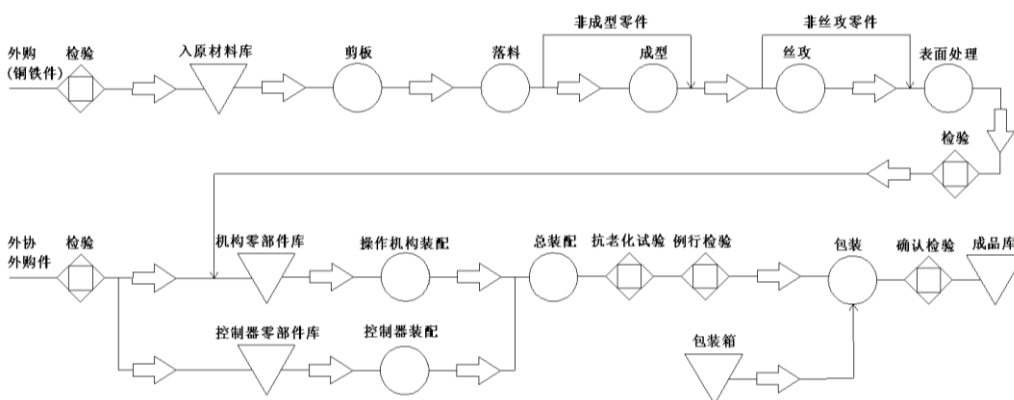 非成型零件
非丝攻零件
外购
(铜铁件)
检验
入原材料库
剪板
落料
成型
丝攻
表面处理
检验
外协
外购件
检验
机构零部件库
操作机构装配
总装配
抗老化试验
例行检验
包装
确认检验
成品库
控制器零部件库
控制器装配
包装箱